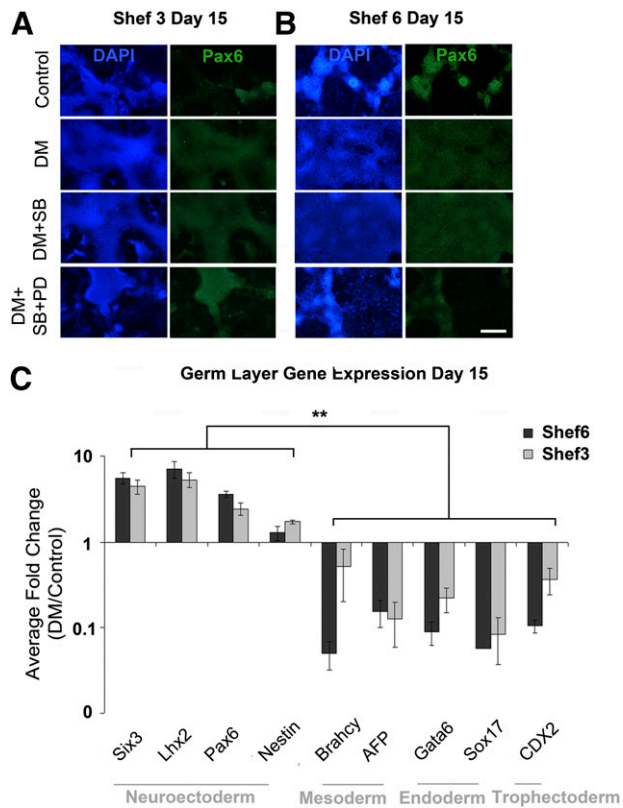 A
Shef 3 Day 15
B
Shef 6 Day 15
DAPI
Pax6
DAPI
Pax6
Control
DM
DM+SB
DM+
SB+PD
C
Germ Layer Gene Expression Day 15
**
Shef6
Shef3
10
1
0.1
0
Average Fold Change
(DM/Control)
Six3
Lhx2
Pax6
Nestin
Brahcy
AFP
Gata6
Sox17
CDX2
Neuroectoderm
Mesoderm
Endoderm
Trophectoderm